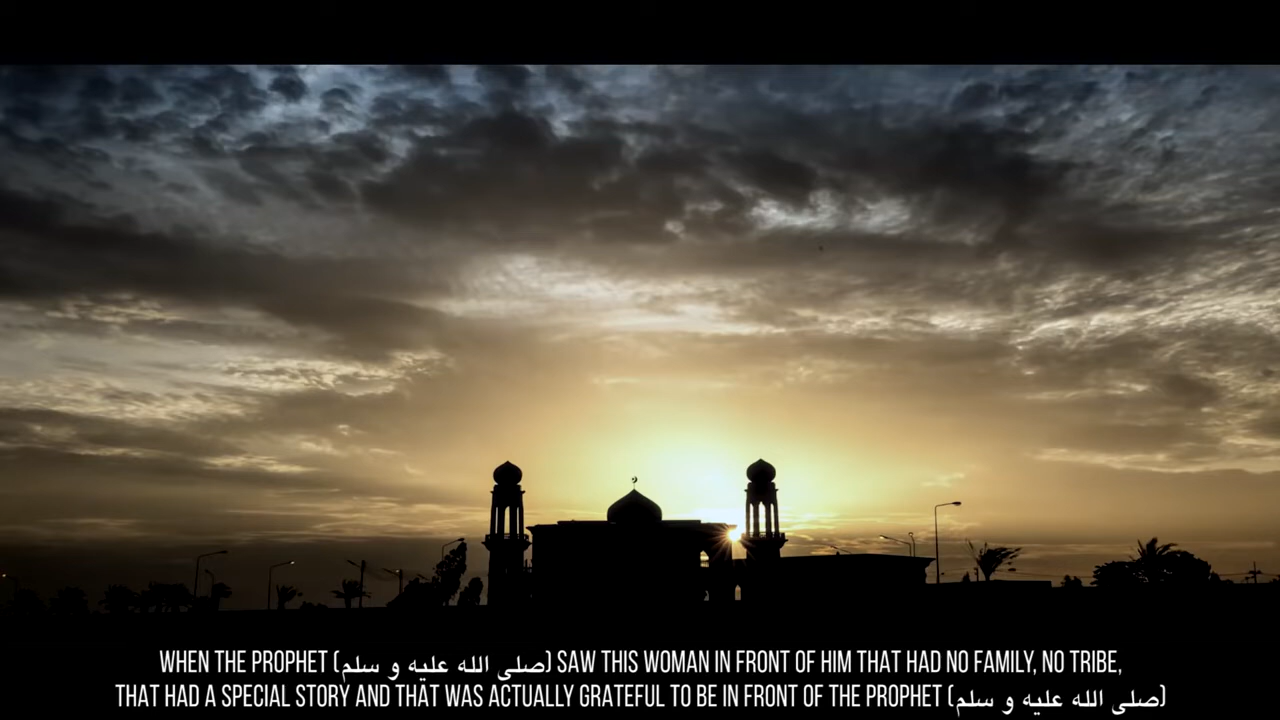 WHEN THE PROPHET (صلى الله عليه و سلم) SAW THIS WOMAN IN FRONT OF HIM THAT HAD NO FAMILY, NO TRIBE,
THAT HAD A SPECIAL STORY AND THAT WAS ACTUALLY GRATEFUL TO BE IN FRONT OF THE PROPHET (صلى الله عليه و سلم)